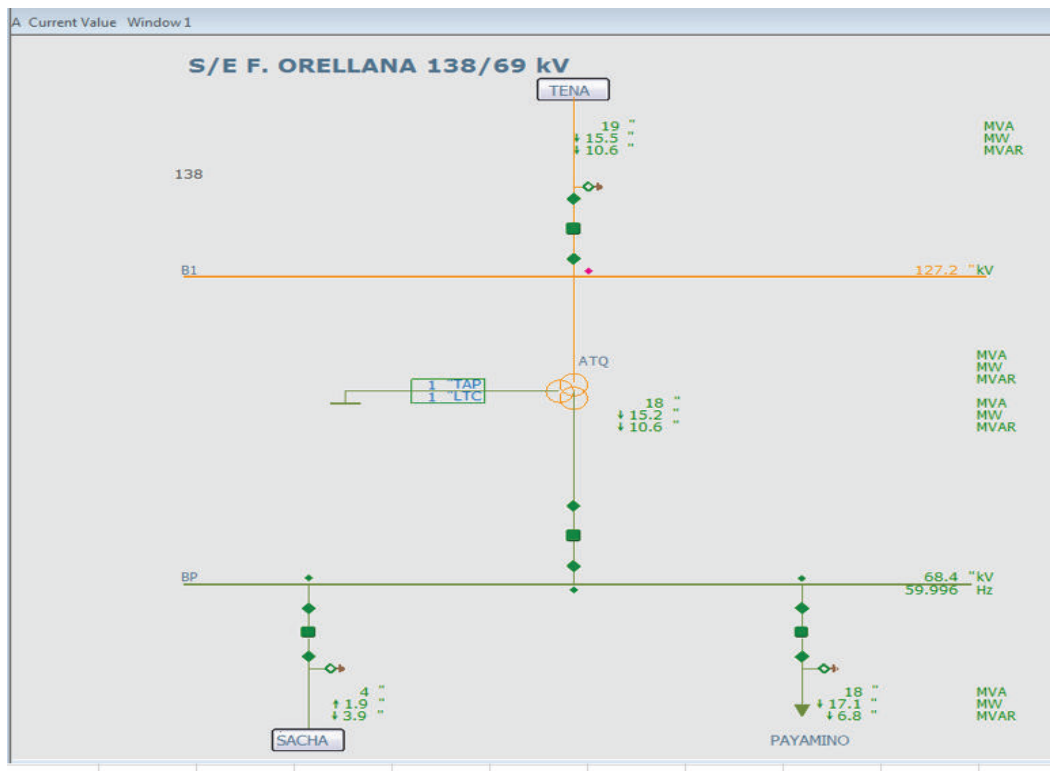 A Current Value Window 1
S/E F. ORELLANA 138/69 kV
TENA
19 " MVA
15.5 " MW
10.6 " MVAR
138
B1 127.2 "kV
ATQ
MVA
MW
MVAR
1 "TAP
1 "LTC
18 " MVA
15.2 " MW
10.6 " MVAR
BP 68.4 "kV
59.996 Hz
4 " 18 " MVA
1.9 " 17.1 " MW
3.9 " 6.8 " MVAR
SACHA PAYAMINO